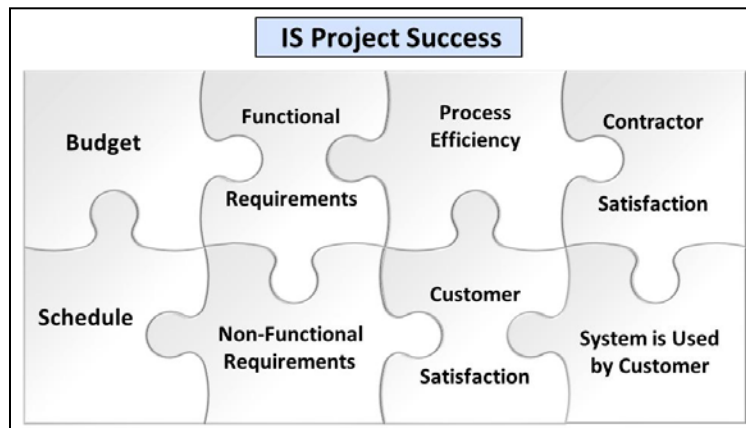 IS Project Success
Budget
Functional
Requirements
Process
Efficiency
Contractor
Satisfaction
Schedule
Non-Functional
Requirements
Customer
Satisfaction
System is Used
by Customer